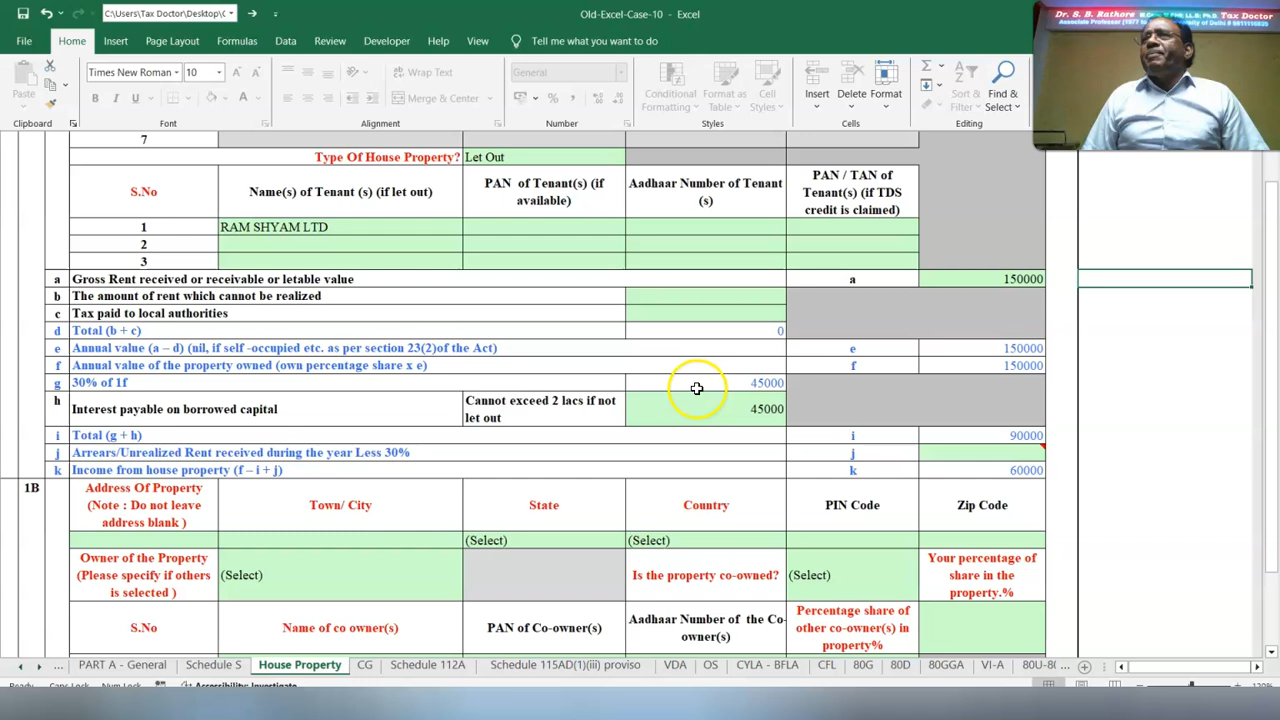 C:\Users\Tax Doctor\Desktop\C
Old-Excel-Case-10 - Excel
Dr. S. B. Rathore
Tax Doctor
File Home Insert Page Layout Formulas Data Review Developer Help View Tell me what you want to do
Times New Roman 10
Wrap Text
General
Paste
B I U
Merge & Center
Conditional Formatting
Format as Table
Cell Styles
Insert Delete Format
Sort & Filter
Find & Select
Clipboard Font Alignment Number Styles Cells Editing
7
Type Of House Property? Let Out
S.No Name(s) of Tenant (s) (if let out) PAN of Tenant(s) (if available) Aadhaar Number of Tenant (s) PAN / TAN of Tenant(s) (if TDS credit is claimed)
1 RAM SHYAM LTD
2
3
a Gross Rent received or receivable or letable value a 150000
b The amount of rent which cannot be realized
c Tax paid to local authorities
d Total (b + c) 0
e Annual value (a – d) (nil, if self -occupied etc. as per section 23(2)of the Act) e 150000
f Annual value of the property owned (own percentage share x e) f 150000
g 30% of 1f 45000
h Interest payable on borrowed capital Cannot exceed 2 lacs if not let out 45000
i Total (g + h) i 90000
j Arrears/Unrealized Rent received during the year Less 30% j
k Income from house property (f – i + j) k 60000
1B Address Of Property (Note : Do not leave address blank ) Town/ City State Country PIN Code Zip Code
(Select) (Select)
Owner of the Property (Please specify if others is selected ) (Select) Is the property co-owned? (Select) Your percentage of share in the property.%
S.No Name of co owner(s) PAN of Co-owner(s) Aadhaar Number of the Co-owner(s) Percentage share of other co-owner(s) in property%
... PART A - General Schedule S House Property CG Schedule 112A Schedule 115AD(1)(iii) proviso VDA OS CYLA - BFLA CFL 80G 80D 80GGA VI-A 80U-80 ...